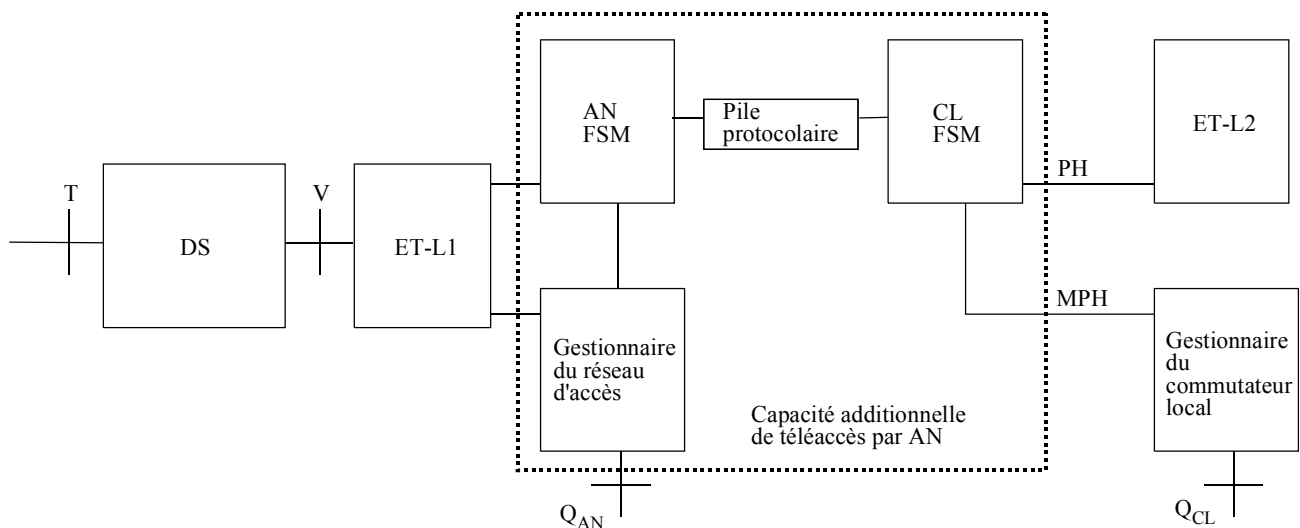 AN
FSM
Pile
protocolaire
CL
FSM
ET-L2
PH
T
DS
V
ET-L1
MPH
Gestionnaire
du réseau
d'accès
Gestionnaire
du
commutateur
local
Capacité additionnelle
de téléaccès par AN
QAN
QCL